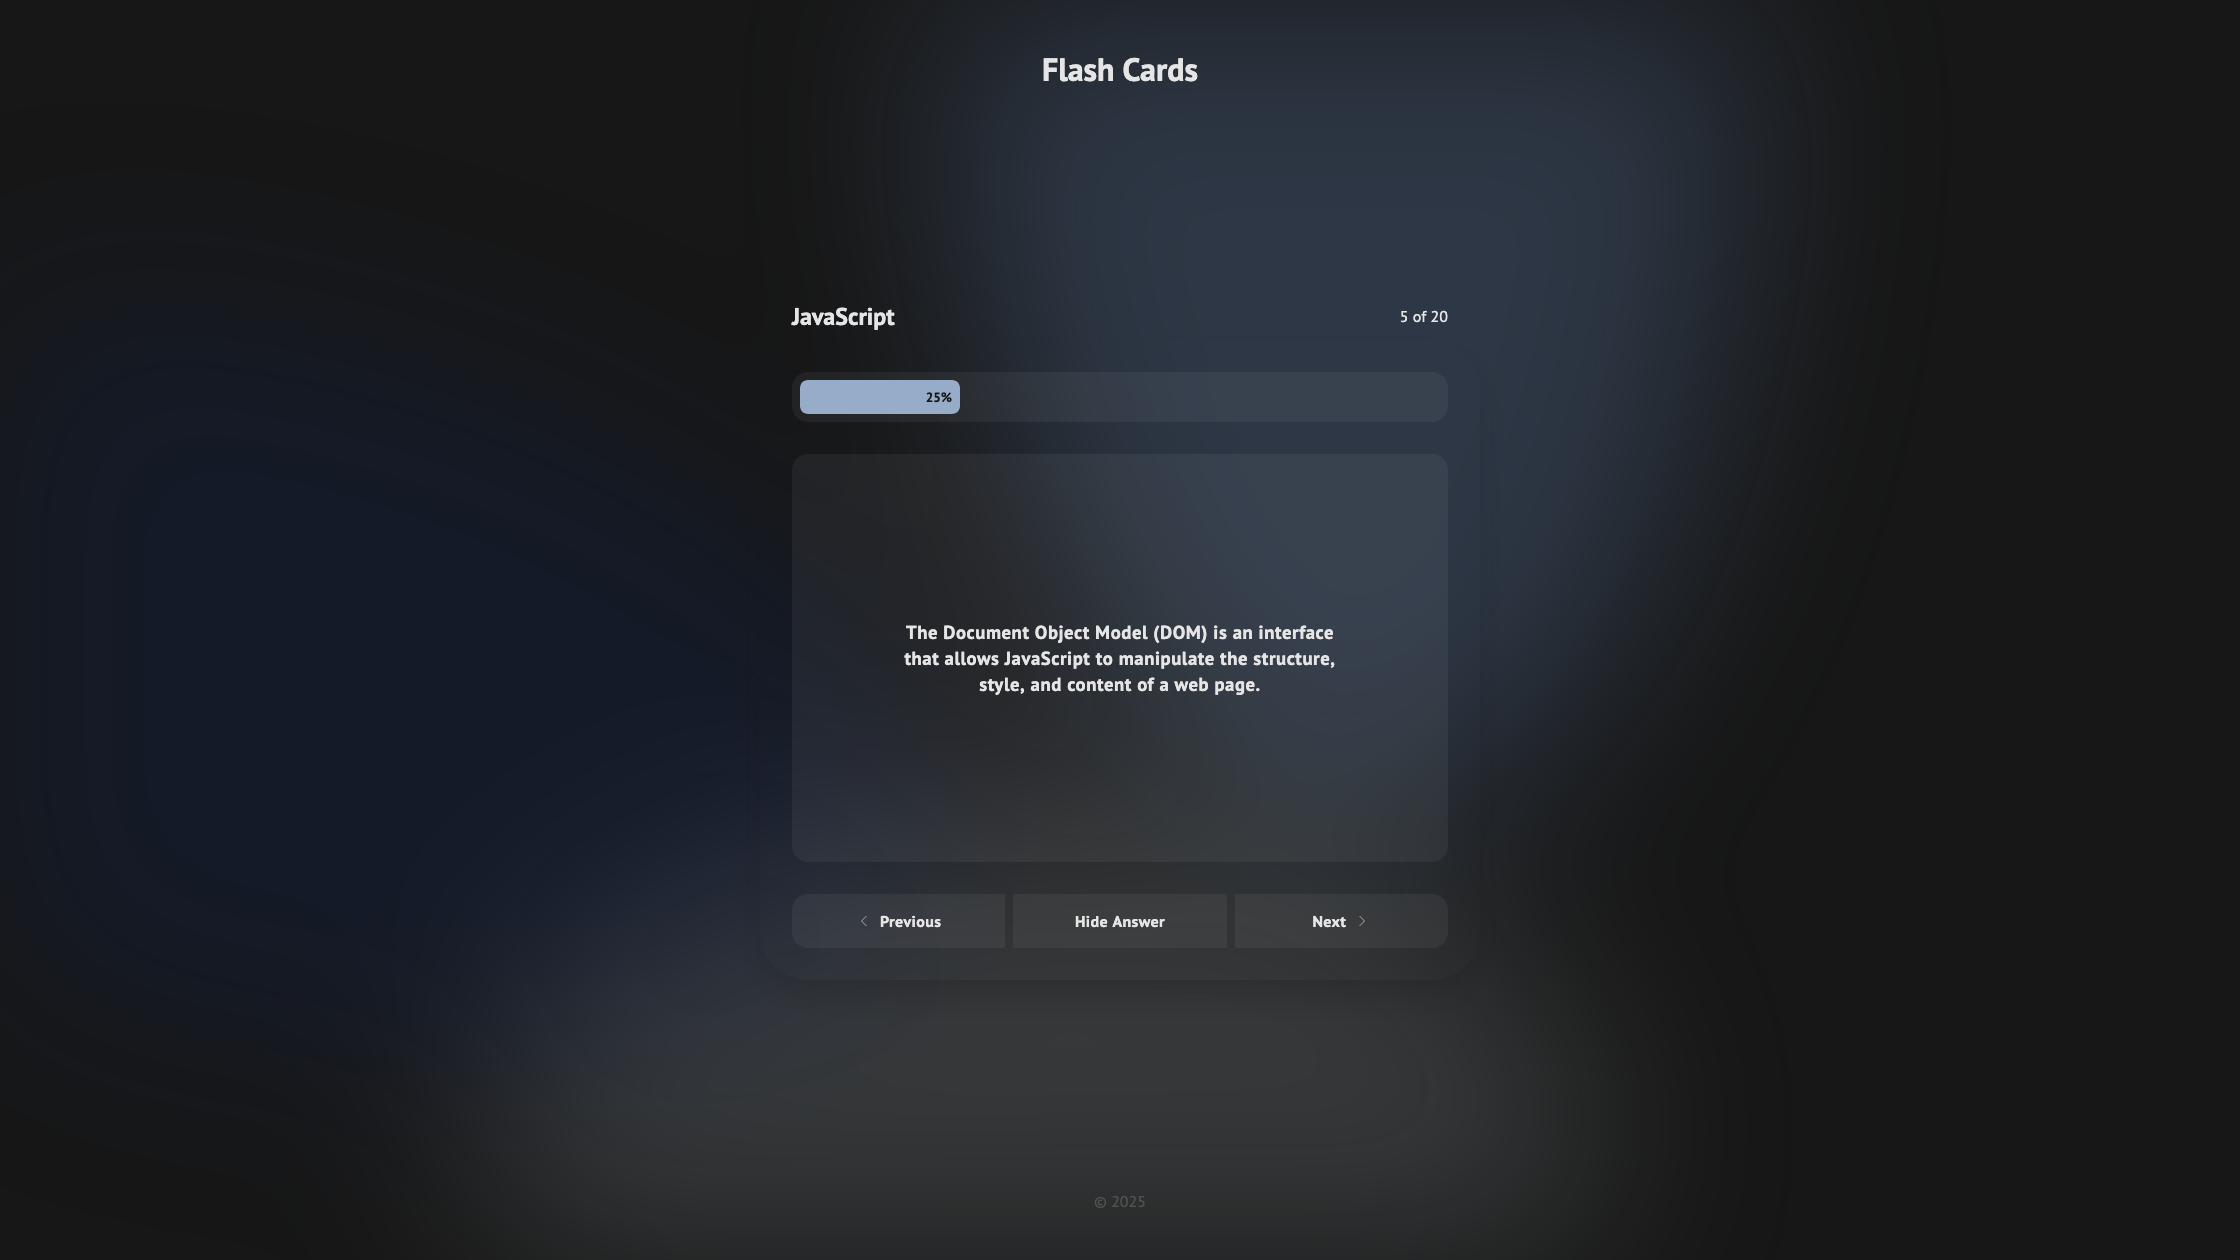 Flash Cards
JavaScript
5 of 20
25%
The Document Object Model (DOM) is an interface
that allows JavaScript to manipulate the structure,
style, and content of a web page.
Previous
Hide Answer
Next
© 2025